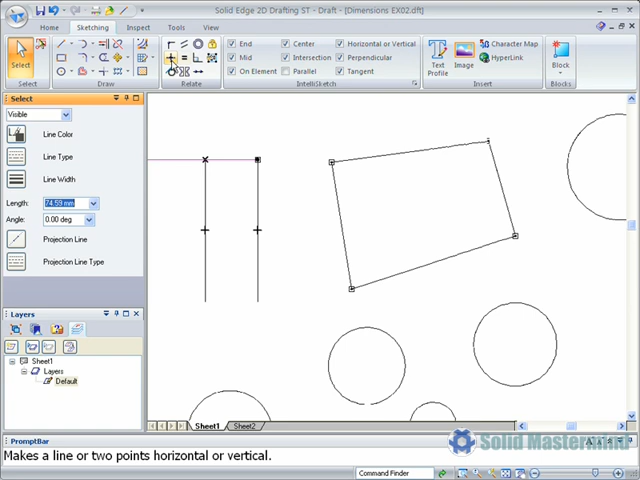 Solid Edge 2D Drafting ST - Draft - [Dimensions EX02.dft]
Home Sketching Inspect Tools View
Select
End
Center
Horizontal or Vertical
Mid
Intersection
Perpendicular
On Element
Parallel
Tangent
Text Profile
Image
Character Map
HyperLink
Block
Select Draw Relate IntelliSketch Insert Blocks
Select
Visible
Line Color
Line Type
Line Width
Length: 74.59 mm
Angle: 0.00 deg
Projection Line
Projection Line Type
Layers
Sheet1
Layers
Default
Sheet1 Sheet2
PromptBar
Makes a line or two points horizontal or vertical.
Solid Mastermind
Command Finder